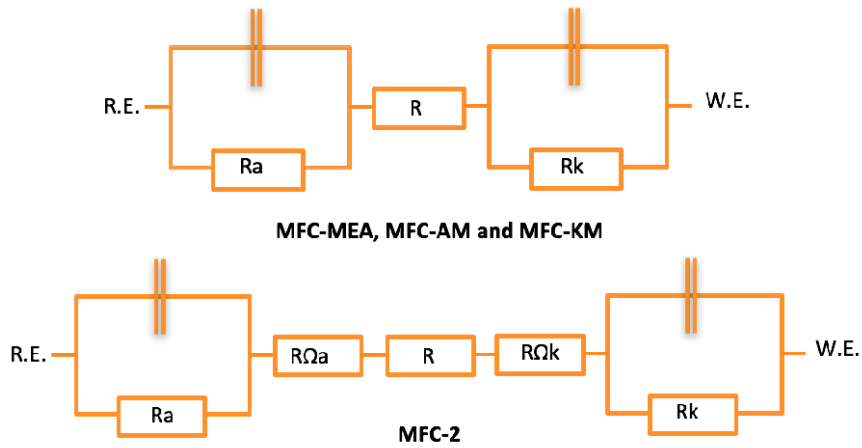 R.E.
R
W.E.
Ra
Rk
MFC-MEA, MFC-AM and MFC-KM
R.E.
RΩa
R
RΩk
W.E.
Ra
Rk
MFC-2